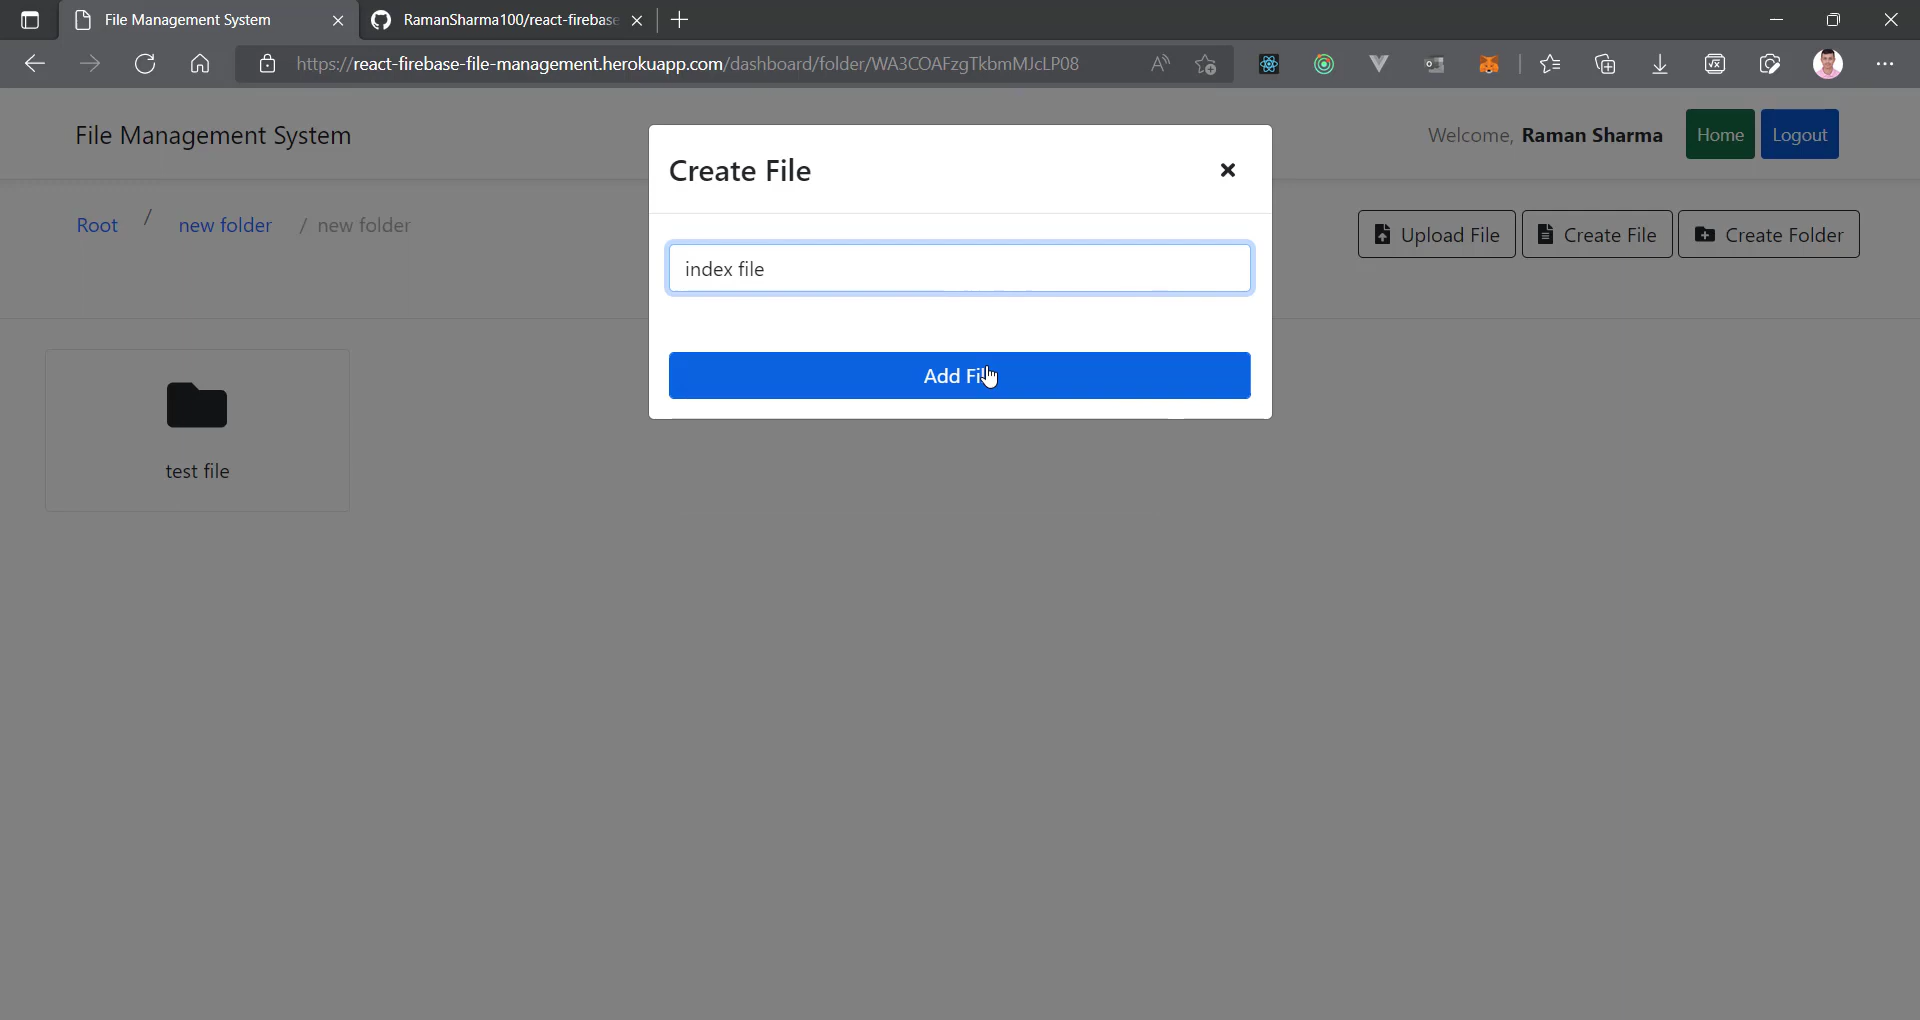 File Management System
RamanSharma100/react-firebase
https://react-firebase-file-management.herokuapp.com/dashboard/folder/WA3COAFzgTkbmMJcLP08
File Management System
Welcome, Raman Sharma
Home
Logout
Create File
Root / new folder / new folder
Upload File
Create File
Create Folder
index file
Add Fil
test file